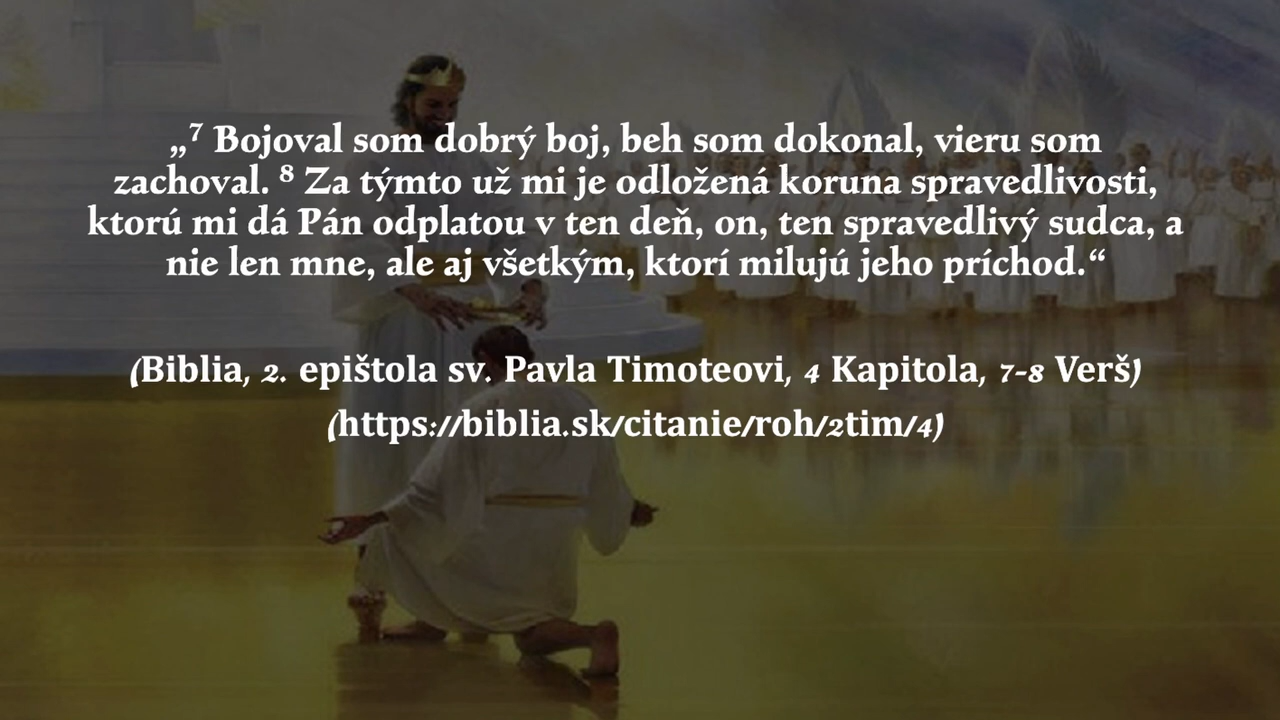 „⁷ Bojoval som dobrý boj, beh som dokonal, vieru som
zachoval. ⁸ Za týmto už mi je odložená koruna spravedlivosti,
ktorú mi dá Pán odplatou v ten deň, on, ten spravedlivý sudca, a
nie len mne, ale aj všetkým, ktorí milujú jeho príchod.“
(Biblia, 2. epištola sv. Pavla Timoteovi, 4 Kapitola, 7-8 Verš)
(https://biblia.sk/citanie/roh/2tim/4)